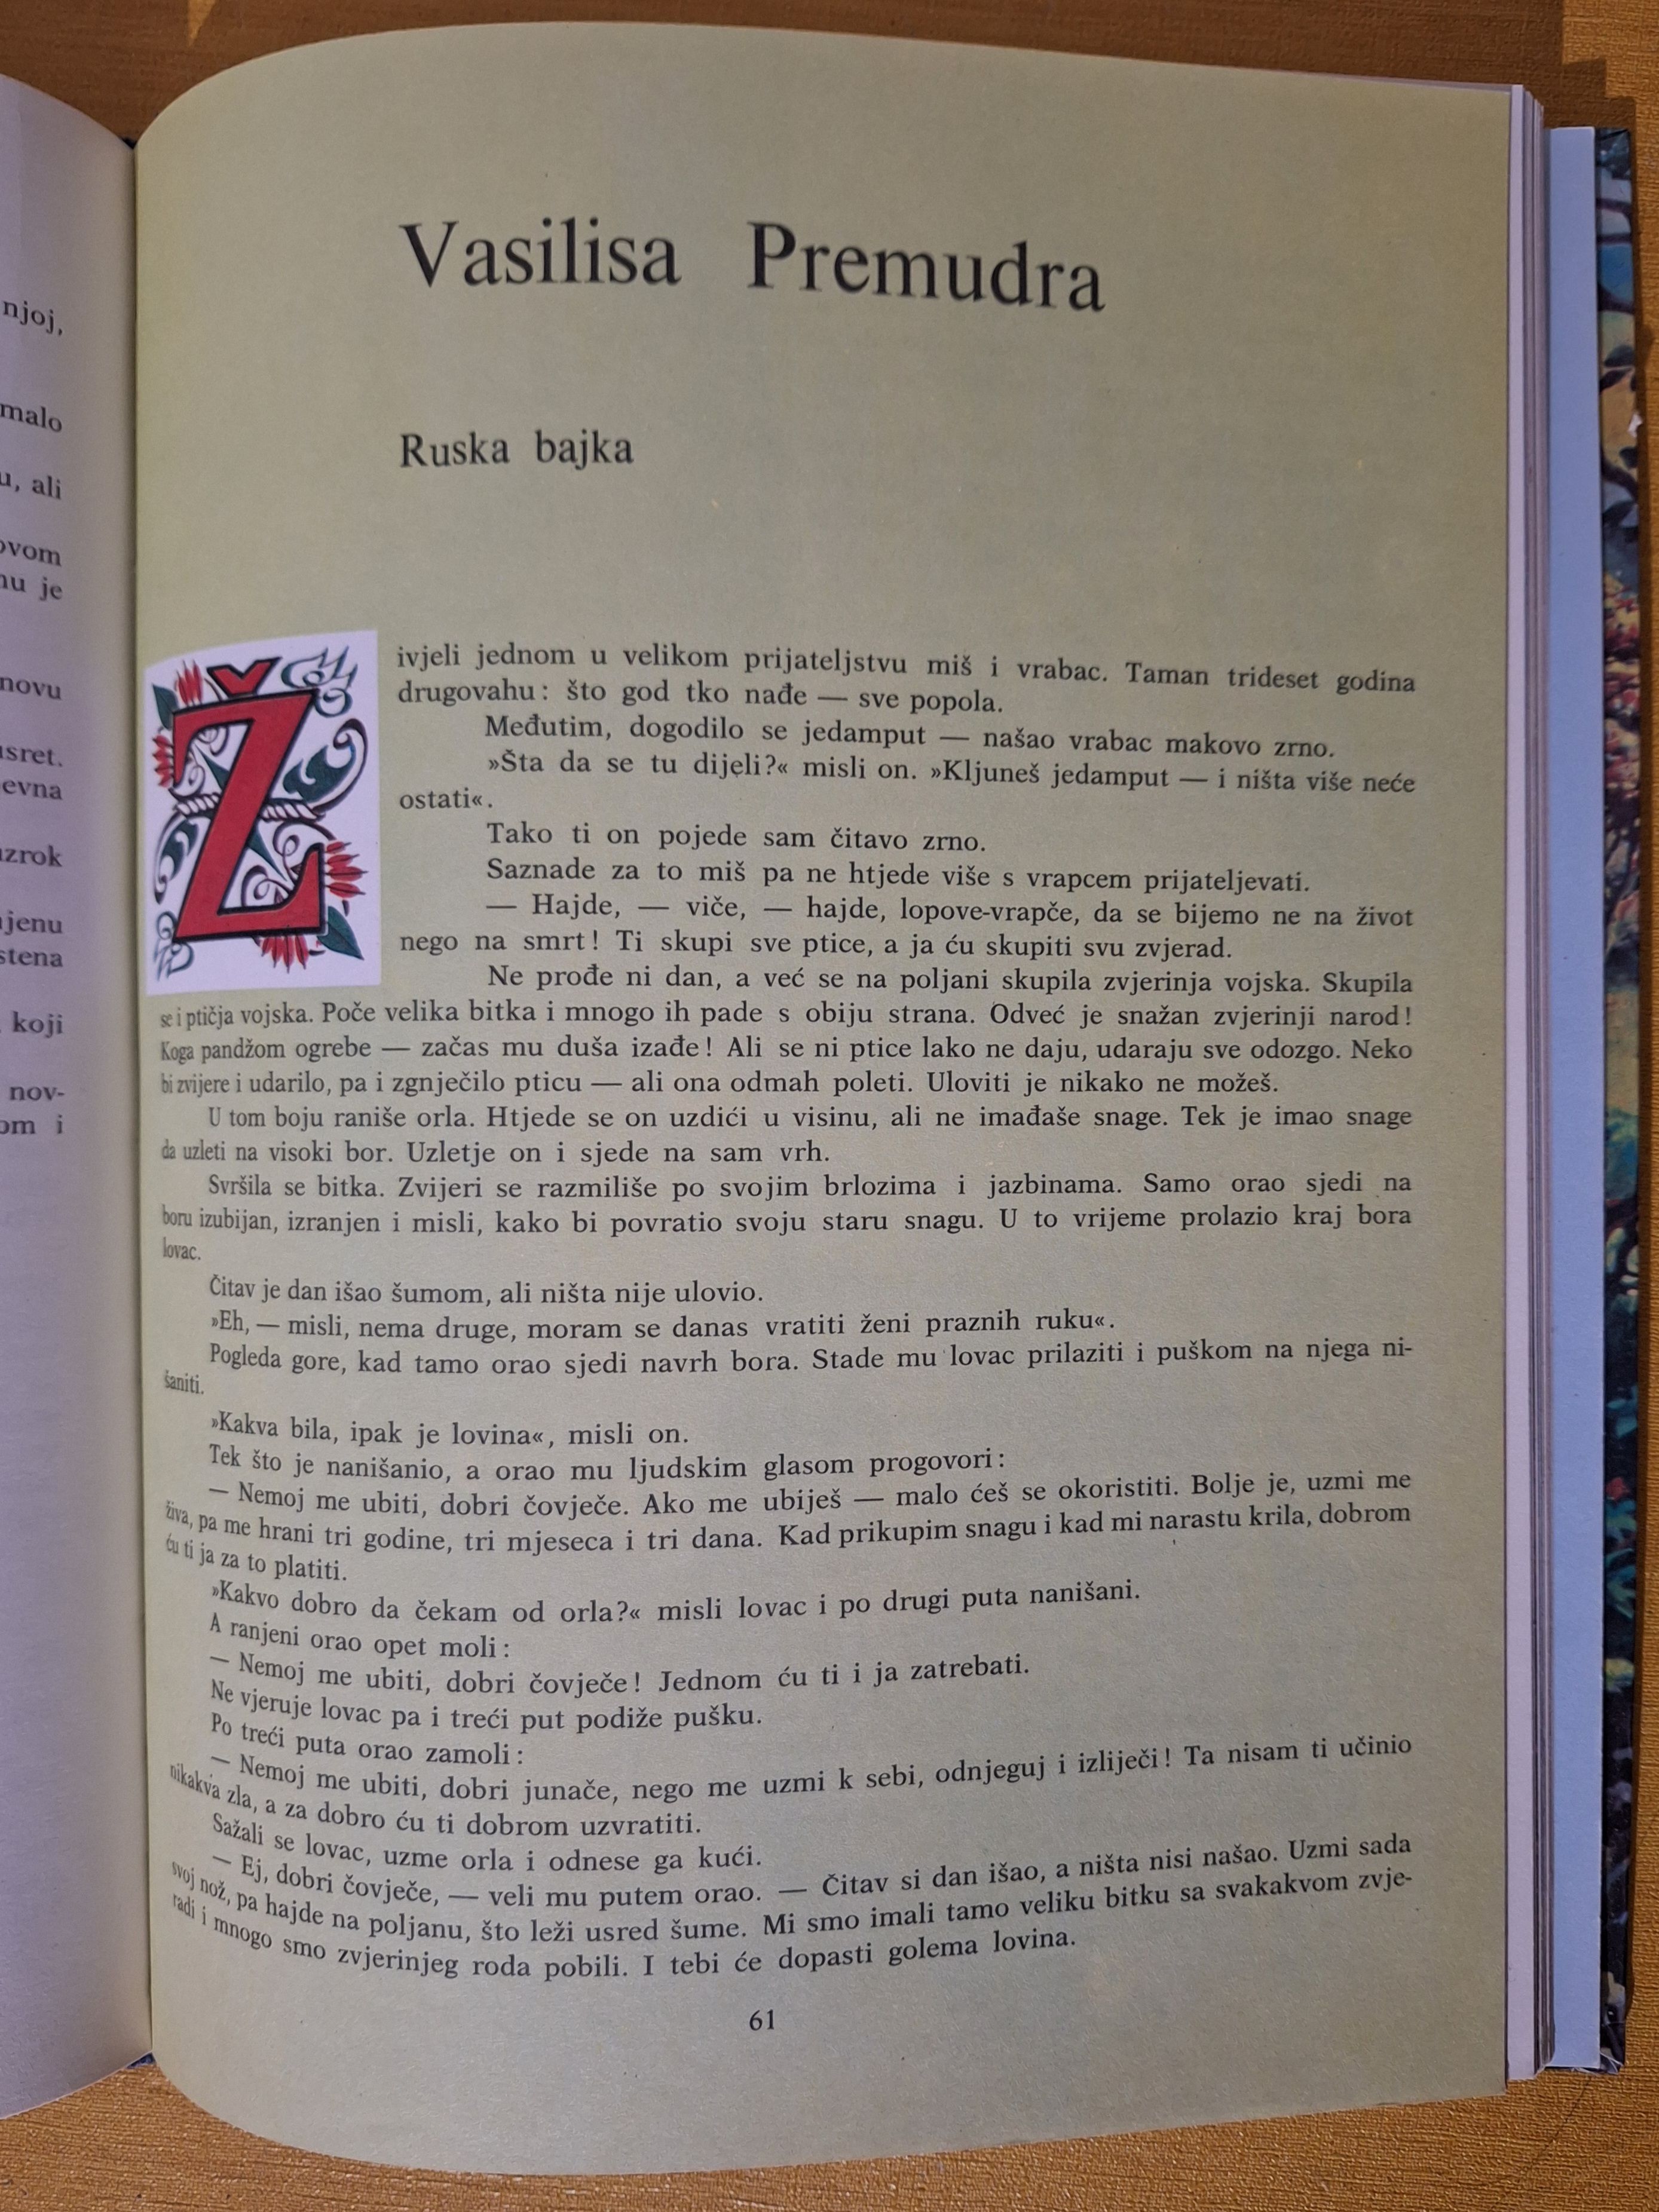 njoj,
malo
u, ali
ovom
je
novu
evna
koji
nov-
i
Vasilisa Premudra
Ruska bajka
Živjeli jednom u velikom prijateljstvu miš i vrabac. Taman trideset godina
drugovahu: što god tko nađe — sve popola.
Međutim, dogodilo se jedamput — našao vrabac makovo zrno.
»Šta da se tu dijeli?« misli on. »Kljuneš jedamput — i ništa više neće
ostati«.
Tako ti on pojede sam čitavo zrno.
Saznade za to miš pa ne htjede više s vrapcem prijateljevati.
— Hajde, — viče, — hajde, lopove-vrapče, da se bijemo ne na život
nego na smrt! Ti skupi sve ptice, a ja ću skupiti svu zvjerad.
Ne prođe ni dan, a već se na poljani skupila zvjerinja vojska. Skupila
se i ptičja vojska. Poče velika bitka i mnogo ih pade s obiju strana. Odveć je snažan zvjerinji narod!
Koga pandžom ogrebe — začas mu duša izađe! Ali se ni ptice lako ne daju, udaraju sve odozgo. Neko
bi zvijere i udarilo, pa i zgnječilo pticu — ali ona odmah poleti. Uloviti je nikako ne možeš.
U tom boju raniše orla. Htjede se on uzdići u visinu, ali ne imađaše snage. Tek je imao snage
da uzleti na visoki bor. Uzletje on i sjede na sam vrh.
Svršila se bitka. Zvijeri se razmiliše po svojim brlozima i jazbinama. Samo orao sjedi na
boru izubijan, izranjen i misli, kako bi povratio svoju staru snagu. U to vrijeme prolazio kraj bora
lovac.
Čitav je dan išao šumom, ali ništa nije ulovio.
»Eh, — misli, nema druge, moram se danas vratiti ženi praznih ruku«.
Pogleda gore, kad tamo orao sjedi navrh bora. Stade mu lovac prilaziti i puškom na njega ni-
šaniti.
»Kakva bila, ipak je lovina«, misli on.
Tek što je nanišanio, a orao mu ljudskim glasom progovori:
— Nemoj me ubiti, dobri čovječe. Ako me ubiješ — malo ćeš se okoristiti. Bolje je, uzmi me
živa, pa me hrani tri godine, tri mjeseca i tri dana. Kad prikupim snagu i kad mi narastu krila, dobrom
ću ti ja za to platiti.
»Kakvo dobro da čekam od orla?« misli lovac i po drugi puta nanišani.
A ranjeni orao opet moli:
— Nemoj me ubiti, dobri čovječe! Jednom ću ti i ja zatrebati.
Ne vjeruje lovac pa i treći put podiže pušku.
Po treći puta orao zamoli:
— Nemoj me ubiti, dobri junače, nego me uzmi k sebi, odnjeguj i izliječi! Ta nisam ti učinio
nikakva zla, a za dobro ću ti dobrom uzvratiti.
Sažali se lovac, uzme orla i odnese ga kući.
— Ej, dobri čovječe, — veli mu putem orao. — Čitav si dan išao, a ništa nisi našao. Uzmi sada
svoj nož, pa hajde na poljanu, što leži usred šume. Mi smo imali tamo veliku bitku sa svakakvom zvje-
radi i mnogo smo zvjerinjeg roda pobili. I tebi će dopasti golema lovina.
61